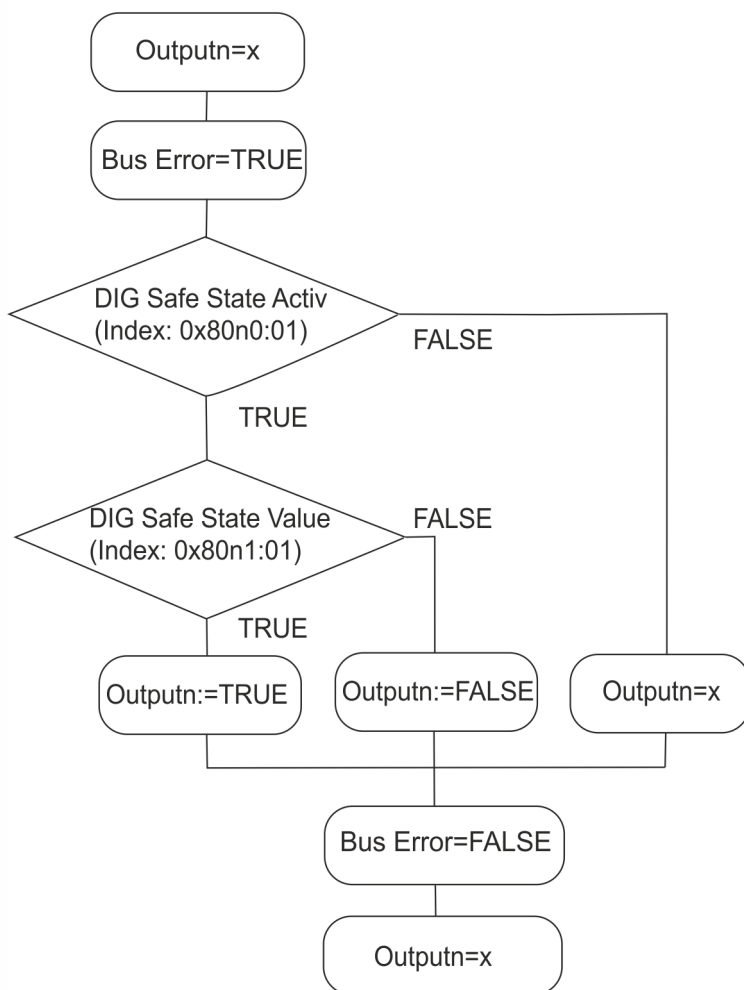 Outputn=x
Bus Error=TRUE
DIG Safe State Activ
(Index: 0x80n0:01)
FALSE
TRUE
DIG Safe State Value
(Index: 0x80n1:01)
FALSE
TRUE
Outputn:=TRUE
Outputn:=FALSE
Outputn=x
Bus Error=FALSE
Outputn=x